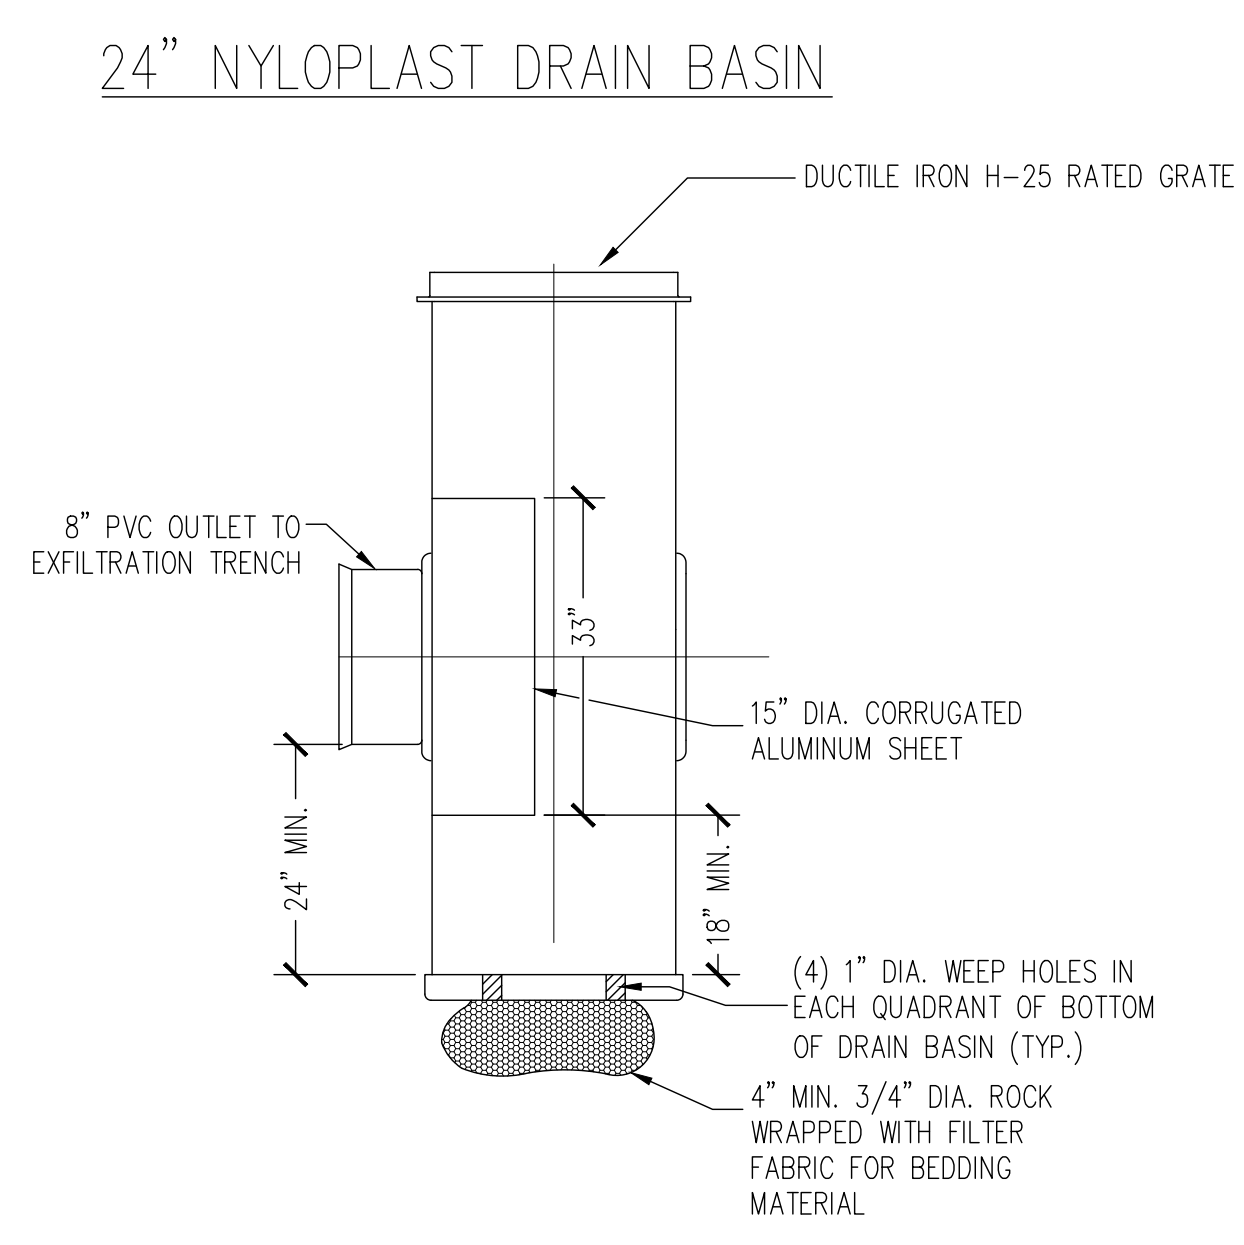 24” NYLOPLAST DRAIN BASIN
DUCTILE IRON H-25 RATED GRATE
8” PVC OUTLET TO
EXFILTRATION TRENCH
33”
15” DIA. CORRUGATED
ALUMINUM SHEET
24” MIN.
18” MIN.
(4) 1” DIA. WEEP HOLES IN
EACH QUADRANT OF BOTTOM
OF DRAIN BASIN (TYP.)
4” MIN. 3/4” DIA. ROCK
WRAPPED WITH FILTER
FABRIC FOR BEDDING
MATERIAL